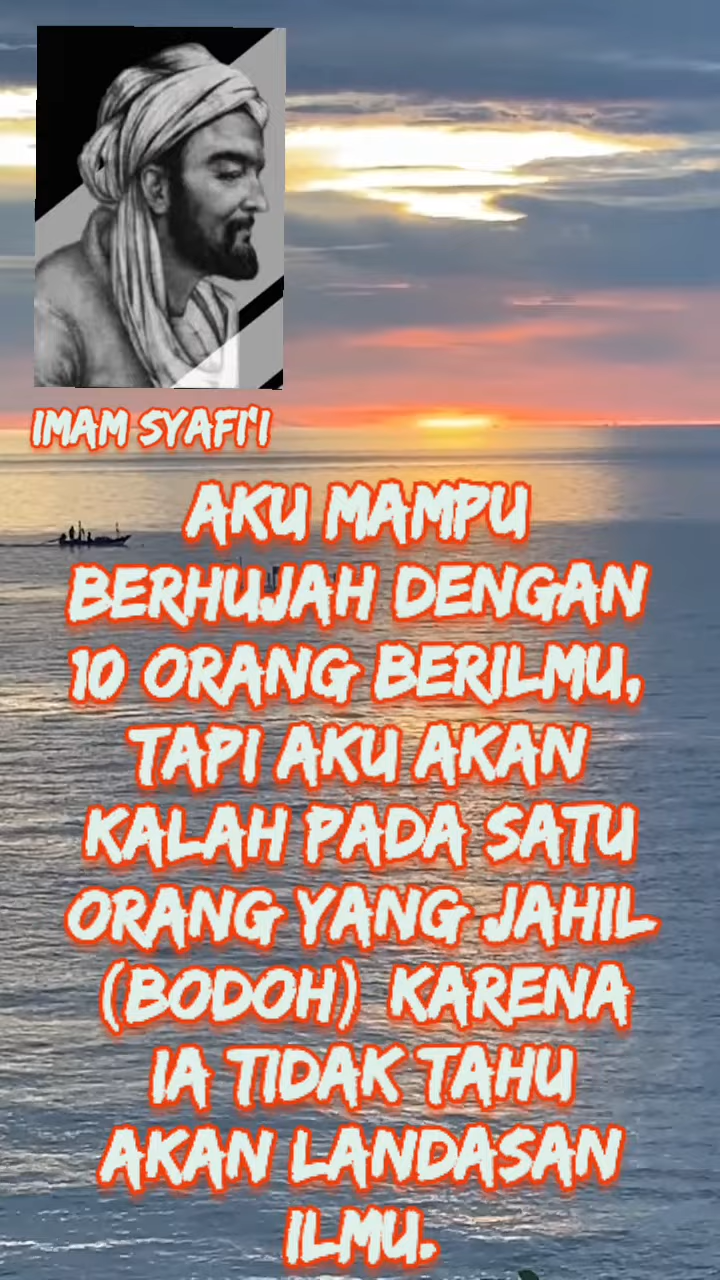 IMAM SYAFI'I
AKU MAMPU
BERHUJAH DENGAN
10 ORANG BERILMU,
TAPI AKU AKAN
KALAH PADA SATU
ORANG YANG JAHIL
(BODOH) KARENA
IA TIDAK TAHU
AKAN LANDASAN
ILMU.